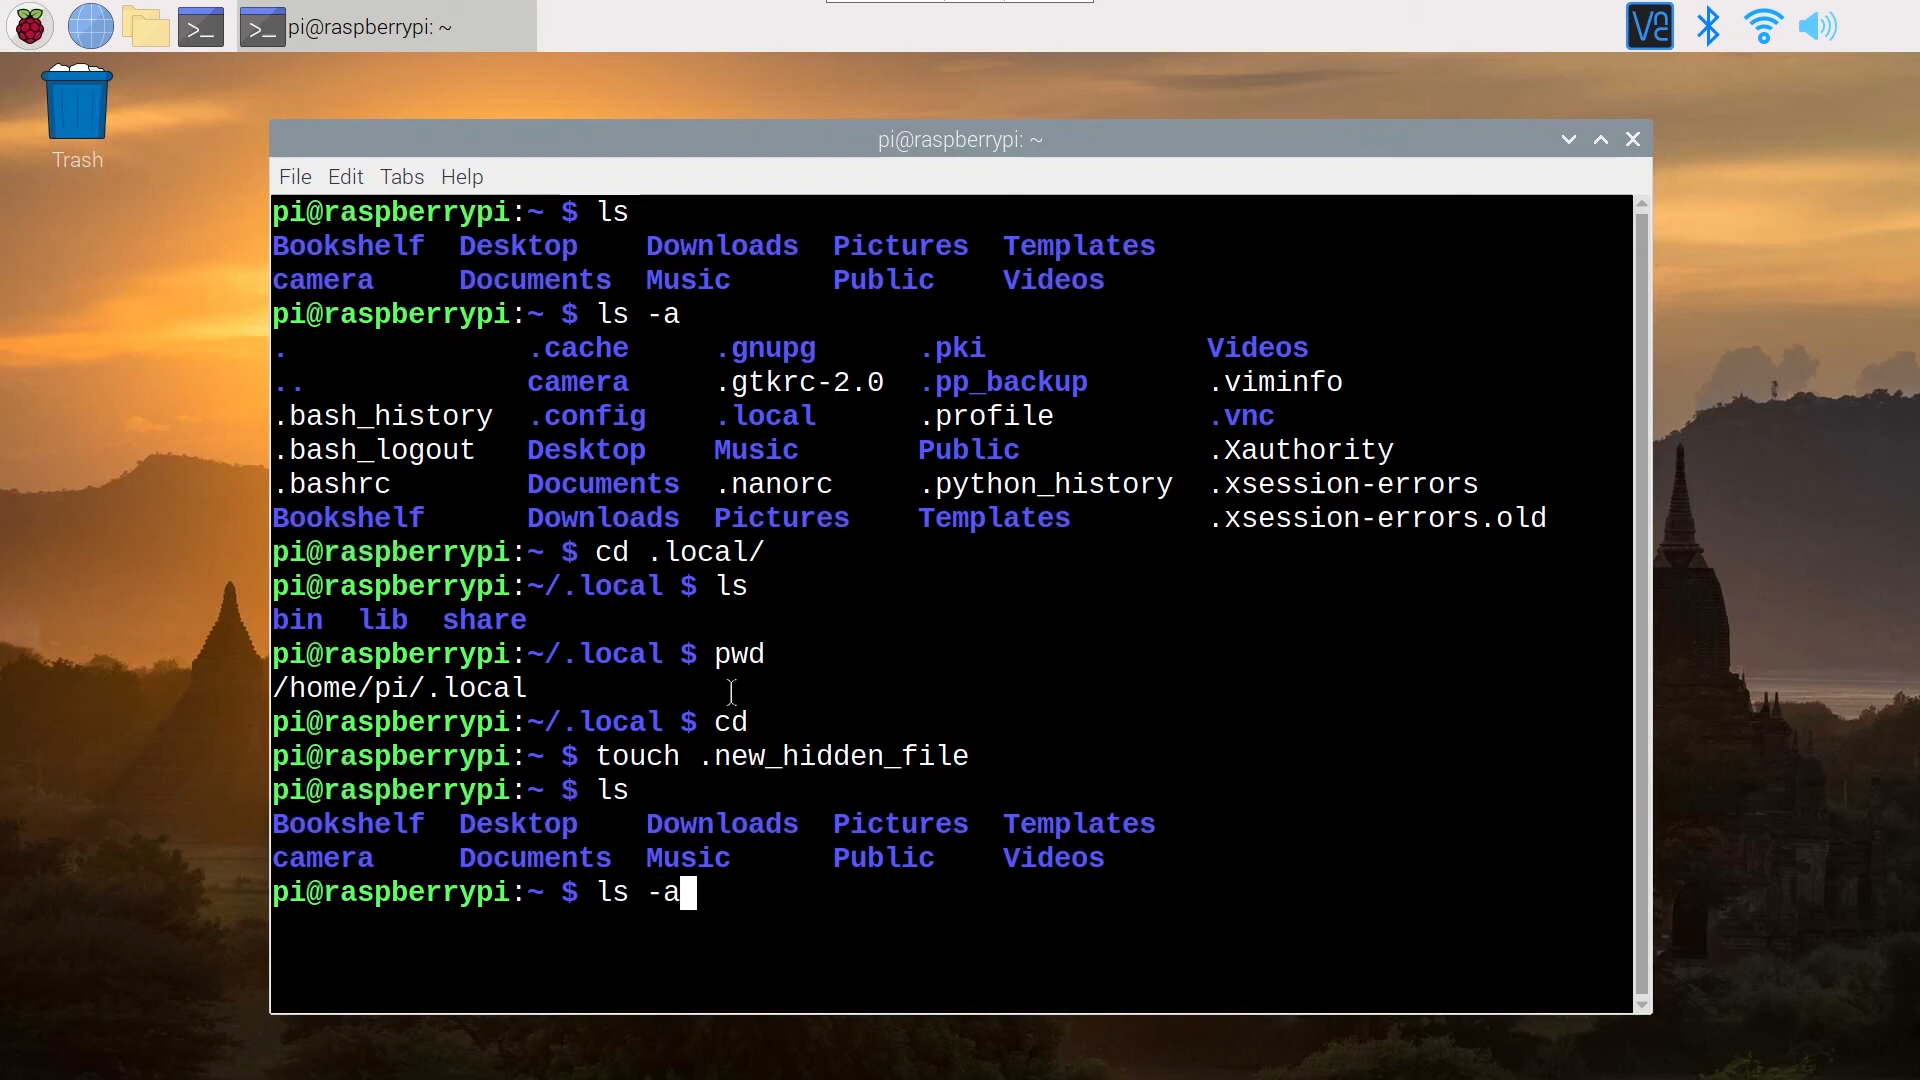 pi@raspberrypi: ~
Trash
pi@raspberrypi: ~
File Edit Tabs Help
pi@raspberrypi:~ $ ls
Bookshelf Desktop Downloads Pictures Templates
camera Documents Music Public Videos
pi@raspberrypi:~ $ ls -a
. .cache .gnupg .pki Videos
.. camera .gtkrc-2.0 .pp_backup .viminfo
.bash_history .config .local .profile .vnc
.bash_logout Desktop Music Public .Xauthority
.bashrc Documents .nanorc .python_history .xsession-errors
Bookshelf Downloads Pictures Templates .xsession-errors.old
pi@raspberrypi:~ $ cd .local/
pi@raspberrypi:~/.local $ ls
bin lib share
pi@raspberrypi:~/.local $ pwd
/home/pi/.local
pi@raspberrypi:~/.local $ cd
pi@raspberrypi:~ $ touch .new_hidden_file
pi@raspberrypi:~ $ ls
Bookshelf Desktop Downloads Pictures Templates
camera Documents Music Public Videos
pi@raspberrypi:~ $ ls -a